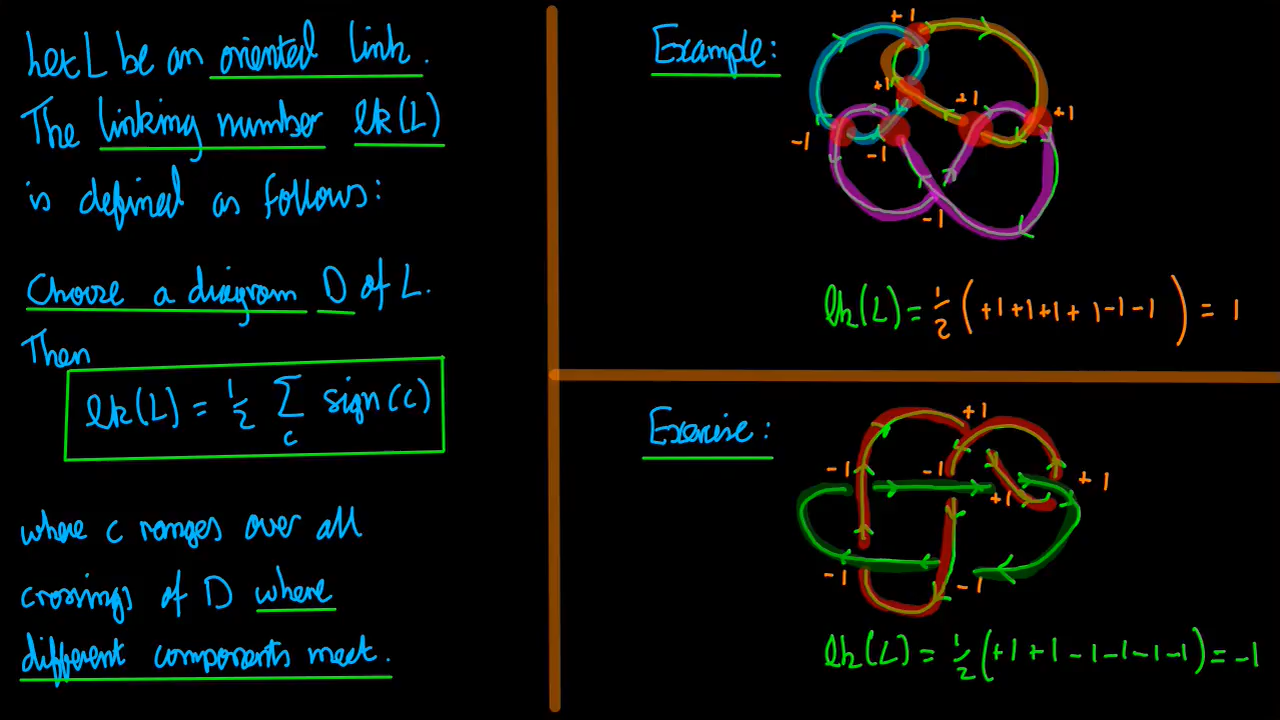 Let L be an oriented link.
The linking number lk(L)
is defined as follows:
Choose a diagram D of L.
Then
lk(L) = 1/2 ∑_c sign(c)
where c ranges over all
crossings of D where
different components meet.
Example:
+1
+1
+1
+1
-1
-1
-1
lk(L) = 1/2 (+1+1+1+1-1-1) = 1
Exercise:
+1
-1
-1
+1
+1
-1
-1
lk(L) = 1/2 (+1+1-1-1-1-1) = -1